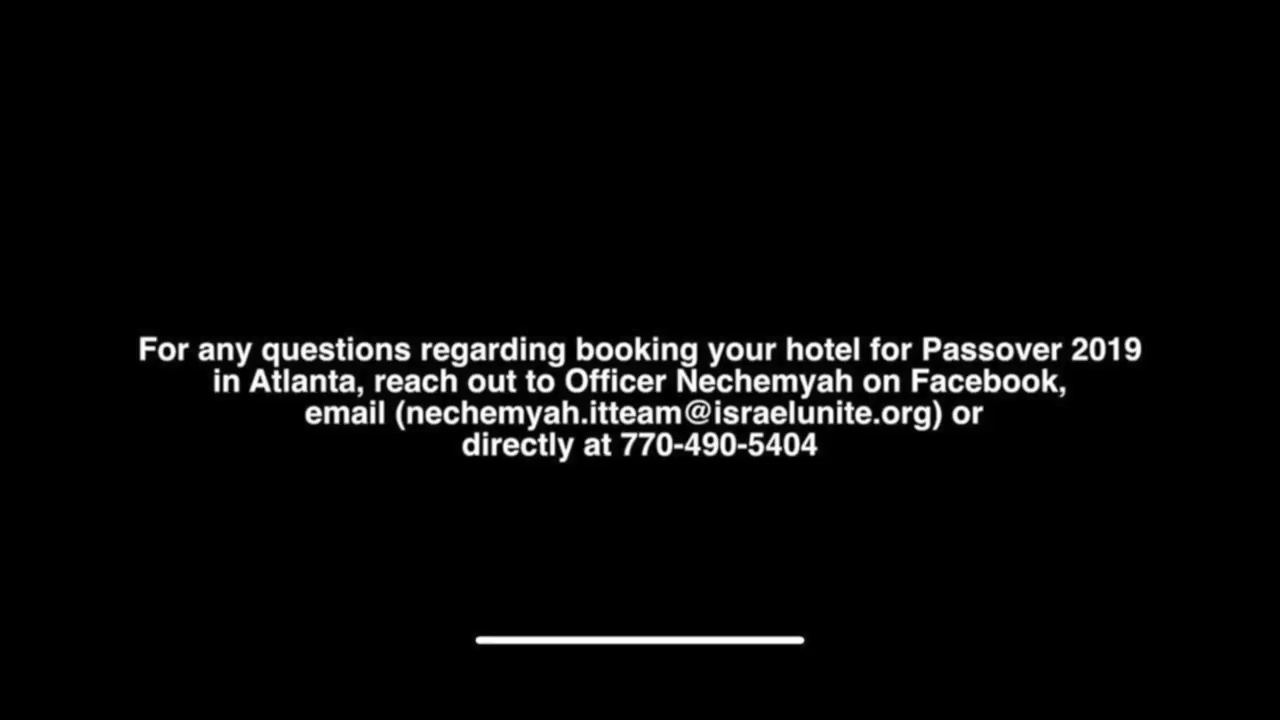 For any questions regarding booking your hotel for Passover 2019
in Atlanta, reach out to Officer Nechemyah on Facebook,
email (nechemyah.itteam@israelunite.org) or
directly at 770-490-5404